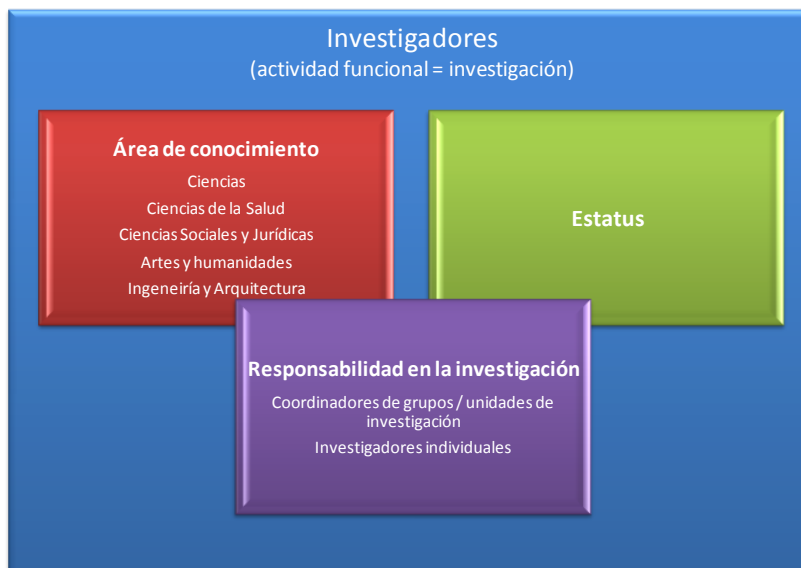 Investigadores
(actividad funcional = investigación)
Área de conocimiento
Ciencias
Ciencias de la Salud
Ciencias Sociales y Jurídicas
Artes y humanidades
Ingeneiría y Arquitectura
Estatus
Responsabilidad en la investigación
Coordinadores de grupos / unidades de
investigación
Investigadores individuales